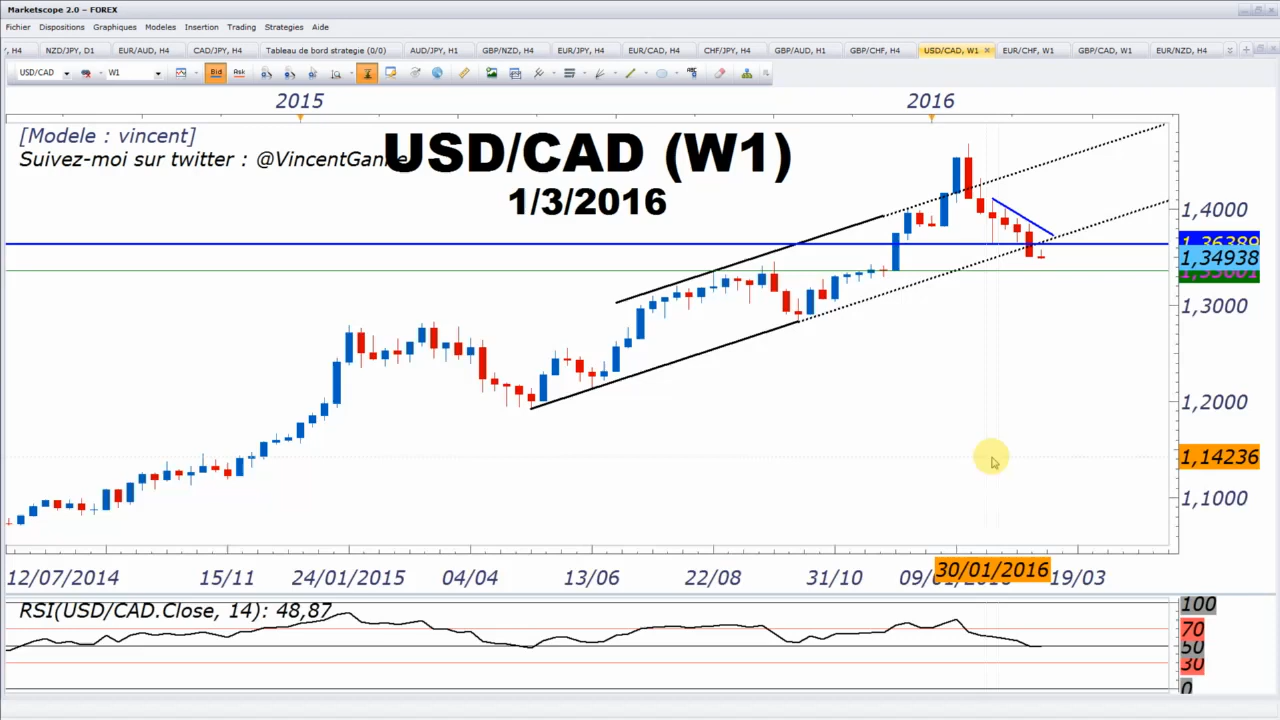 Marketscope 2.0 – FOREX
Fichier Dispositions Graphiques Modeles Insertion Trading Strategies Aide
, H4 NZD/JPY, D1 EUR/AUD, H4 CAD/JPY, H4 Tableau de bord strategie (0/0) AUD/JPY, H1 GBP/NZD, H4 EUR/JPY, H4 EUR/CAD, H4 CHF/JPY, H4 GBP/AUD, H1 GBP/CHF, H4 USD/CAD, W1 EUR/CHF, W1 GBP/CAD, W1 EUR/NZD, H4
USD/CAD W1 Bid Ask ABC
2015 2016
[Modele : vincent]
Suivez-moi sur twitter :
USD/CAD (W1)
1/3/2016
1,4000
1,36389
1,34938
1,3000
1,2000
1,14236
1,1000
12/07/2014 15/11 24/01/2015 04/04 13/06 22/08 31/10 30/01/2016 19/03
RSI(USD/CAD.Close, 14): 48,87
100
70
50
30
0